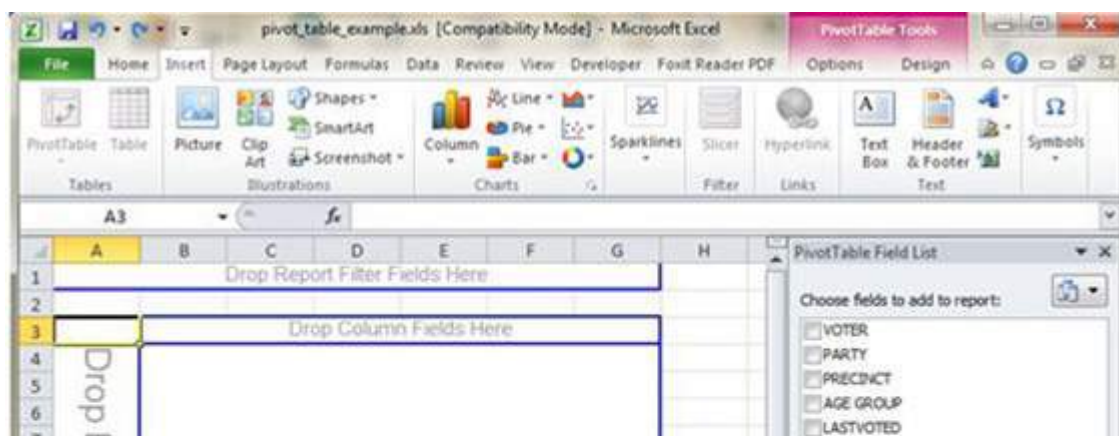 pivot_table_example.xls [Compatibility Mode] - Microsoft Excel
PivotTable Tools
File Home Insert Page Layout Formulas Data Review View Developer Foxit Reader PDF Options Design
PivotTable Table Picture Clip Art Shapes SmartArt Screenshot Column Line Pie Bar Sparklines Slicer Hyperlink Text Box Header & Footer Symbols
Tables Illustrations Charts Filter Links Text
A3 fx
A B C D E F G H
PivotTable Field List
1 Drop Report Filter Fields Here
Choose fields to add to report:
2
3 Drop Column Fields Here
VOTER
4 Drop
PARTY
5
PRECINCT
6
AGE GROUP
LASTVOTED